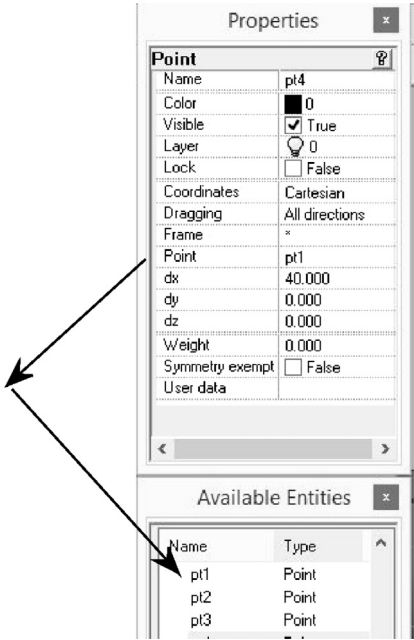 Properties x
Point ?
Name pt4
Color 0
Visible True
Layer 0
Lock False
Coordinates Cartesian
Dragging All directions
Frame *
Point pt1
dx 40.000
dy 0.000
dz 0.000
Weight 0.000
Symmetry exempt False
User data
Available Entities x
Name Type
pt1 Point
pt2 Point
pt3 Point